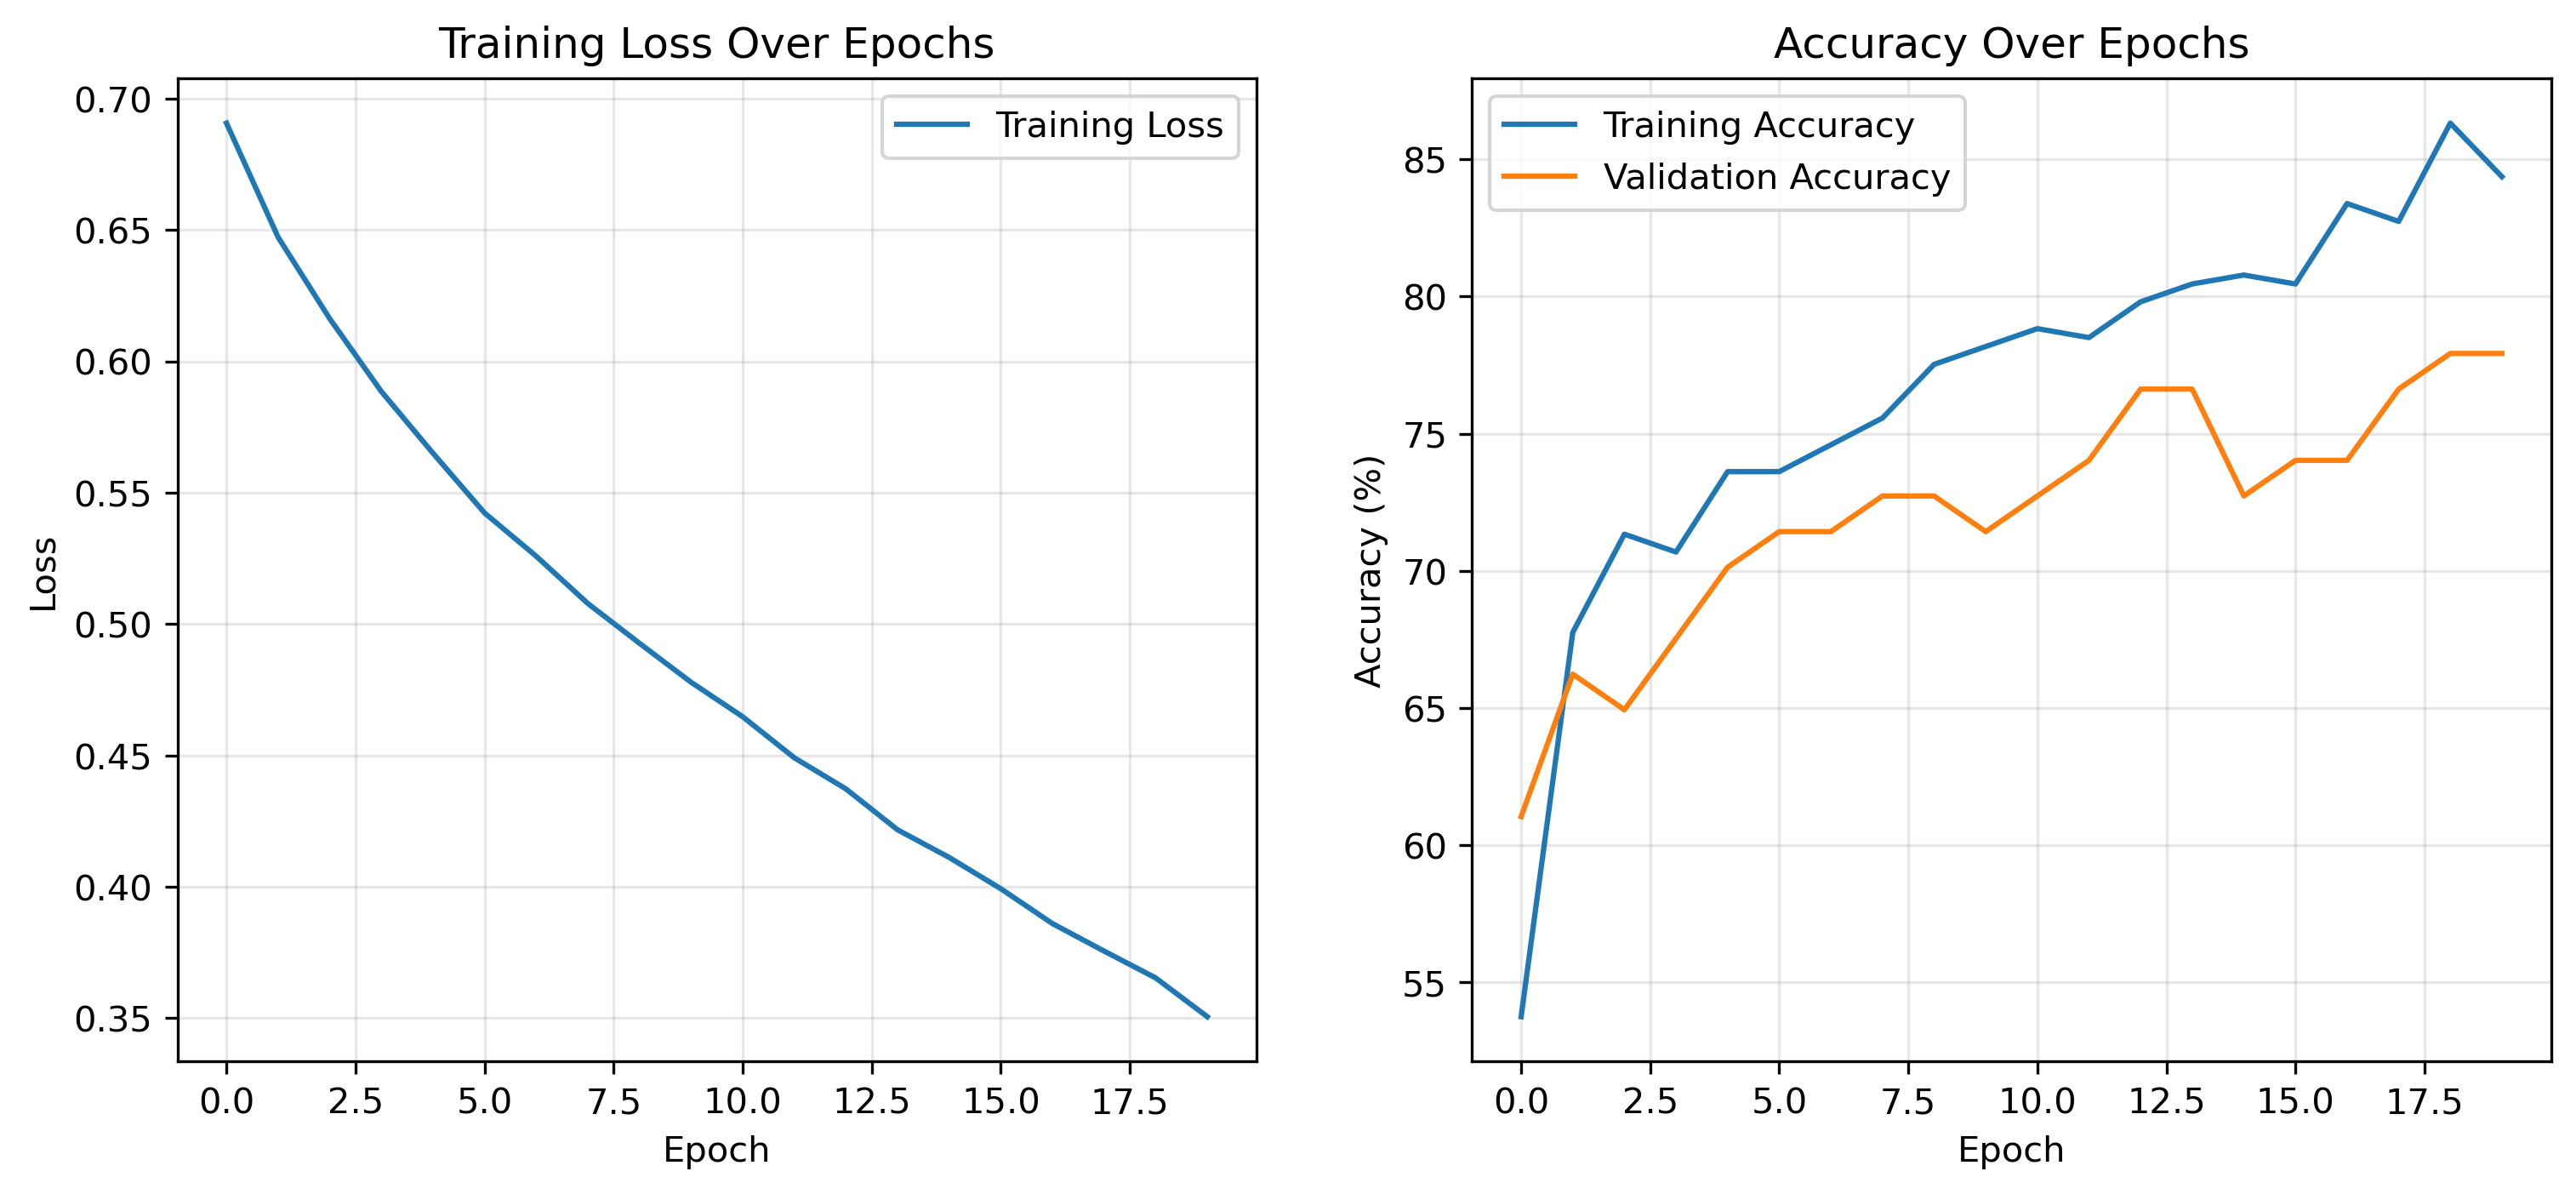 Training Loss Over Epochs
Training Loss
0.70
0.65
0.60
0.55
0.50
0.45
0.40
0.35
Loss
0.0 2.5 5.0 7.5 10.0 12.5 15.0 17.5
Epoch
Accuracy Over Epochs
Training Accuracy
Validation Accuracy
85
80
75
70
65
60
55
Accuracy (%)
0.0 2.5 5.0 7.5 10.0 12.5 15.0 17.5
Epoch